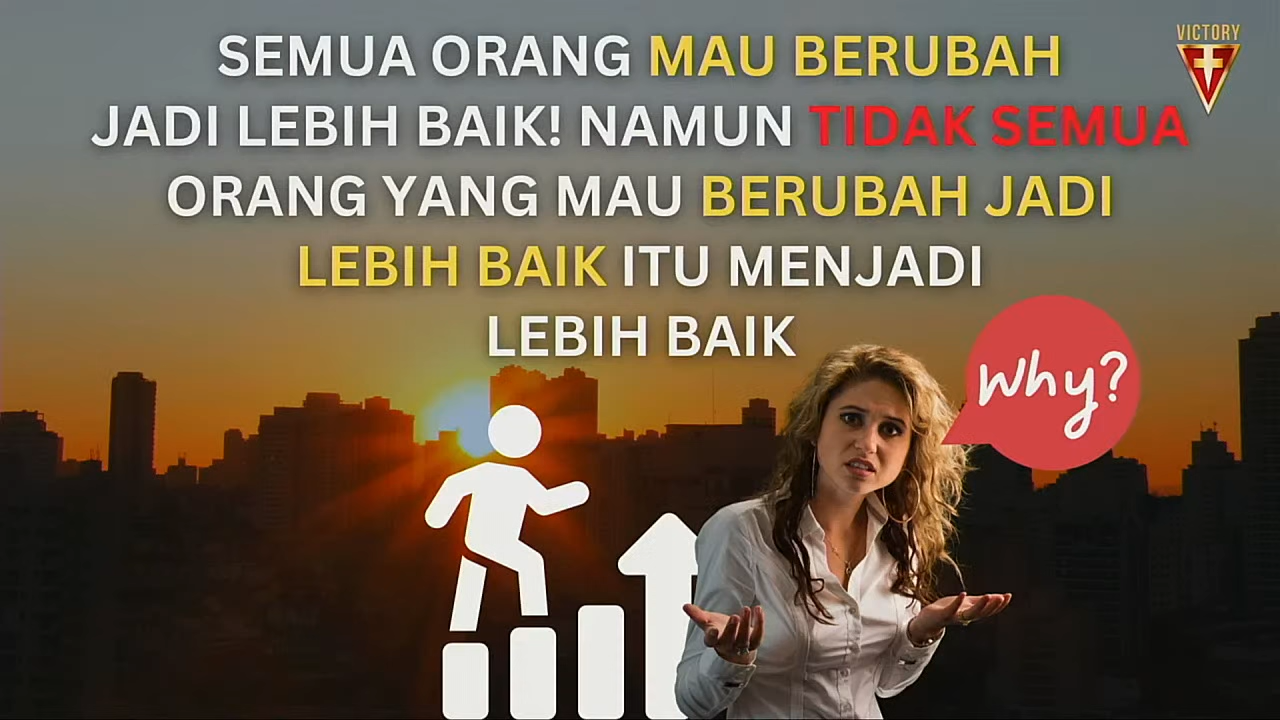 SEMUA ORANG MAU BERUBAH
JADI LEBIH BAIK! NAMUN TIDAK SEMUA
ORANG YANG MAU BERUBAH JADI
LEBIH BAIK ITU MENJADI
LEBIH BAIK
VICTORY
Why?